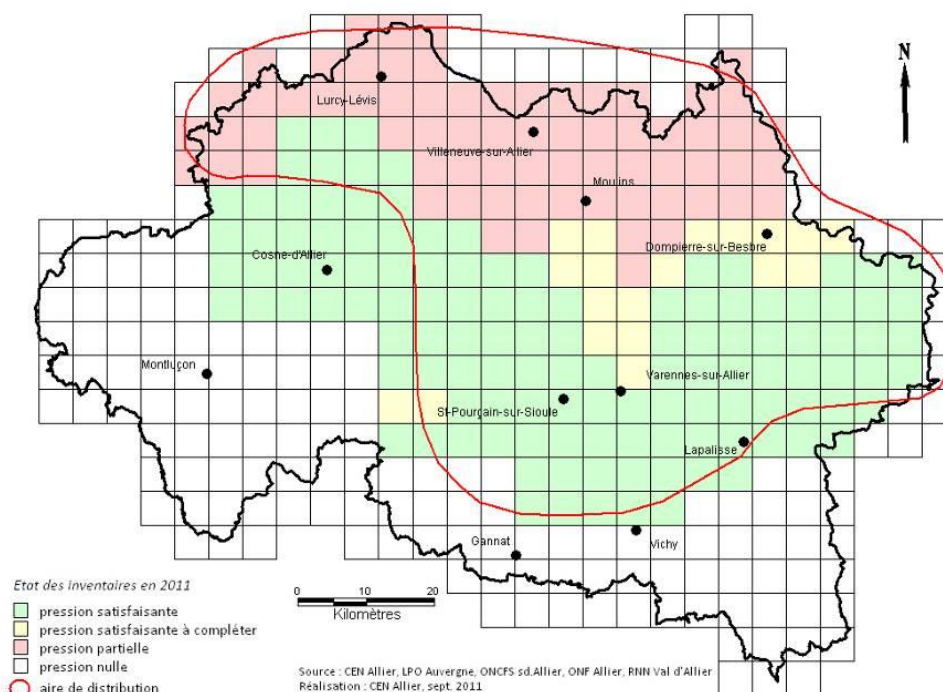 N
Lurcy-Lévis
Villeneuve-sur-Allier
Moulins
Dompierre-sur-Besbre
Cosne-d'Allier
Montluçon
Varennes-sur-Allier
St-Pourçain-sur-Sioule
Lapalisse
Gannat
Vichy
Etat des inventaires en 2011
pression satisfaisante
pression satisfaisante à compléter
pression partielle
pression nulle
aire de distribution
0 10 20
Kilomètres
Source : CEN Allier, LPO Auvergne, ONCFS sd.Allier, ONF Allier, RNN Val d'Allier
Réalisation : CEN Allier, sept. 2011